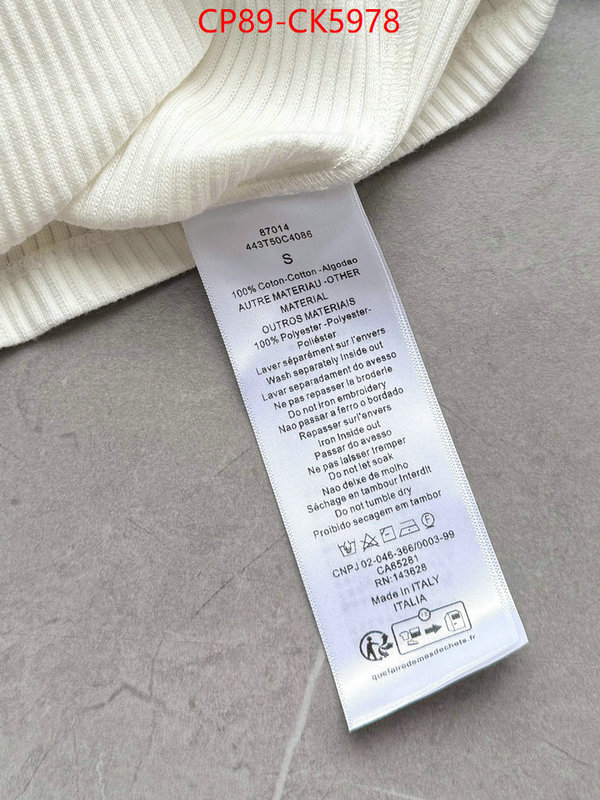 CP89-CK5978
87014
443T50C4086
S
100% Coton-Cotton-Algodao
AUTRE MATERIAU-OTHER
MATERIAL
OUTROS MATERIAIS
100% Polyester-Polyester-
Poliéster
Laver séparément sur l'envers
Wash separately Inside out
Lavar separadament do avesso
Ne pas repasser la broderie
Do not iron embroidery
Nao passar a ferro o bordado
Repasser surl'envers
Iron Inside out
Passar do avesso
Ne pas laisser tremper
Do not let soak
Nao deixe de molho
Séchage en tambour Interdit
Do not tumble dry
Proibido secagem em tambor
CNPJ 02-046-366/0003-99
CA65281
RN:143628
Made In ITALY
ITALIA
quefairedemesdechets.fr